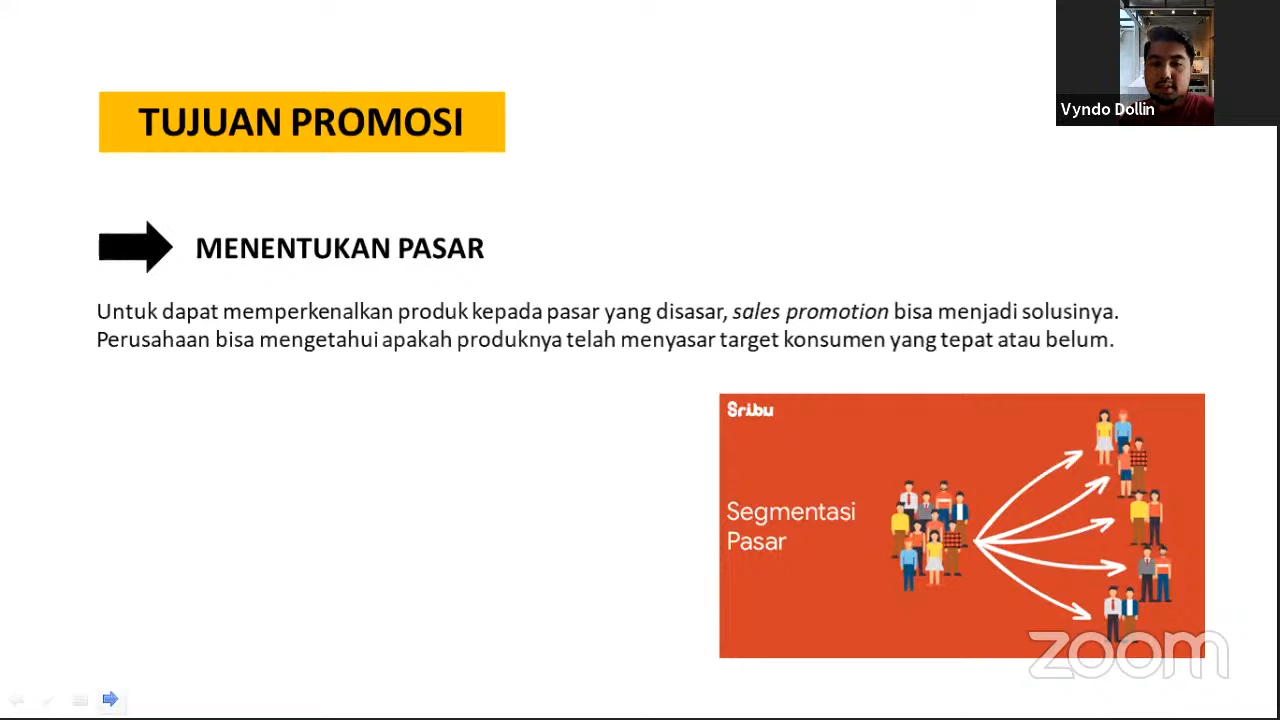 Vyndo Dollin
TUJUAN PROMOSI
MENENTUKAN PASAR
Untuk dapat memperkenalkan produk kepada pasar yang disasar, sales promotion bisa menjadi solusinya.
Perusahaan bisa mengetahui apakah produknya telah menyasar target konsumen yang tepat atau belum.
Sribu
Segmentasi
Pasar
zoom